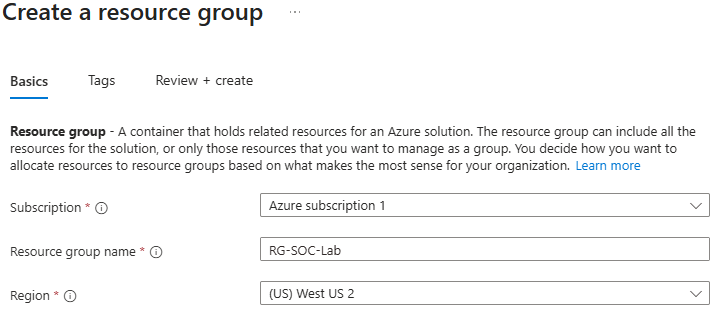 Create a resource group ...
Basics Tags Review + create
Resource group - A container that holds related resources for an Azure solution. The resource group can include all the
resources for the solution, or only those resources that you want to manage as a group. You decide how you want to
allocate resources to resource groups based on what makes the most sense for your organization. Learn more
Subscription * Azure subscription 1
Resource group name * RG-SOC-Lab
Region * (US) West US 2